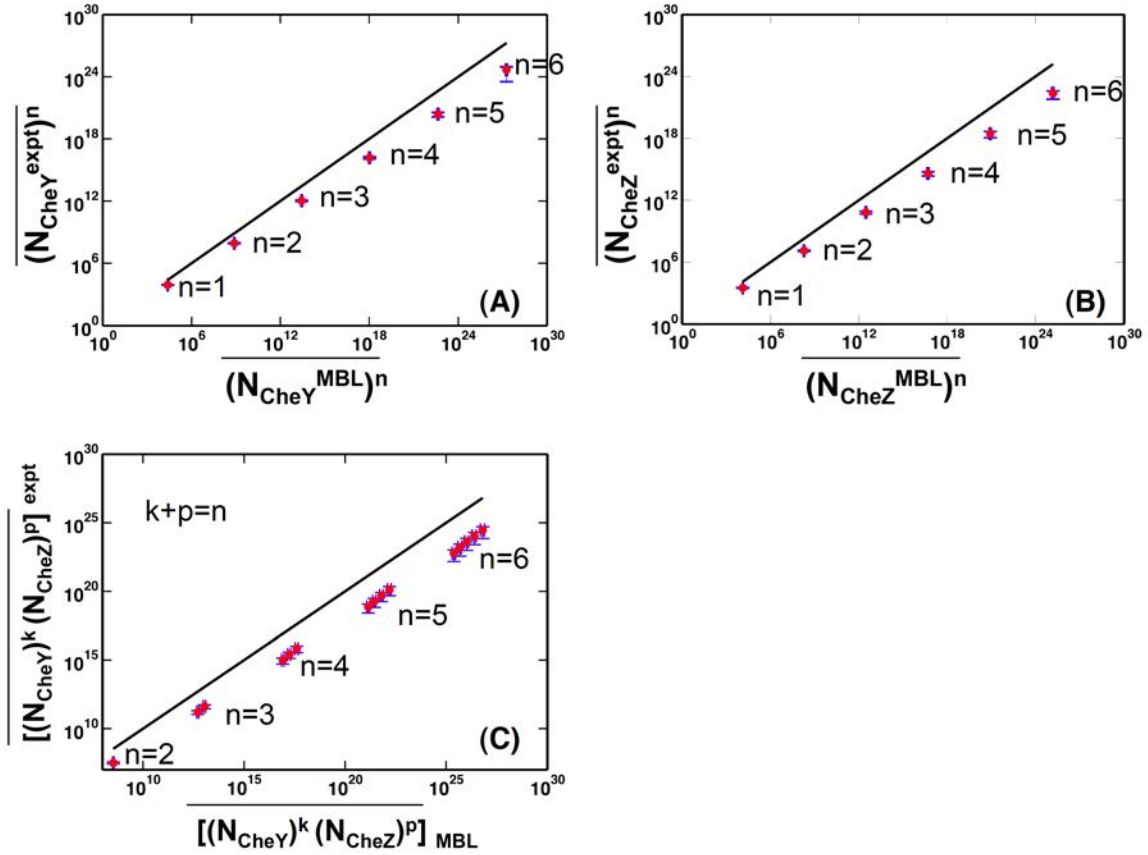 10^30
10^24
10^18
10^12
10^6
10^0
(N_CheY^expt)^n
n=1
n=2
n=3
n=4
n=5
n=6
(A)
10^0 10^6 10^12 10^18 10^24 10^30
(N_CheY^MBL)^n
10^30
10^24
10^18
10^12
10^6
10^0
(N_CheZ^expt)^n
n=1
n=2
n=3
n=4
n=5
n=6
(B)
10^0 10^6 10^12 10^18 10^24 10^30
(N_CheZ^MBL)^n
10^30
10^25
10^20
10^15
10^10
[(N_CheY)^k (N_CheZ)^p]^expt
k+p=n
n=2
n=3
n=4
n=5
n=6
(C)
10^10 10^15 10^20 10^25 10^30
[(N_CheY)^k (N_CheZ)^p]_MBL